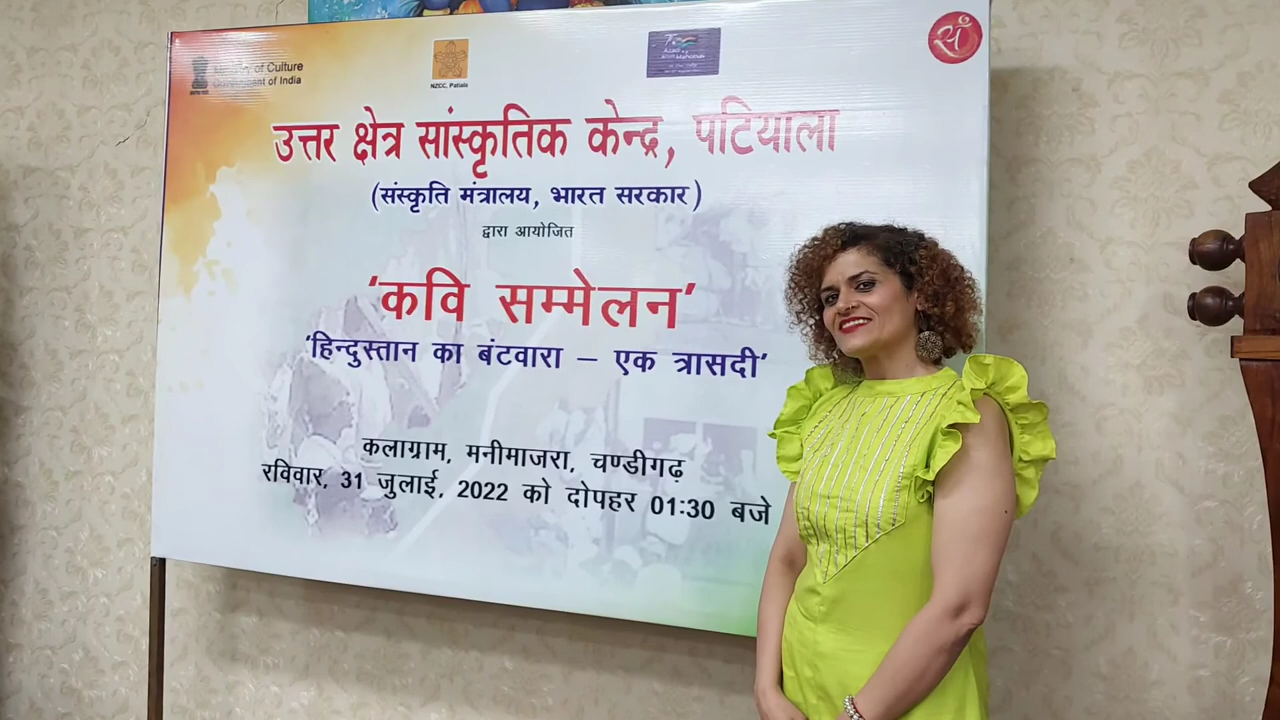 Ministry of Culture
Government of India
NZCC, Patiala
सं
उत्तर क्षेत्र सांस्कृतिक केन्द्र, पटियाला
(संस्कृति मंत्रालय, भारत सरकार)
द्वारा आयोजित
'कवि सम्मेलन'
'हिन्दुस्तान का बंटवारा – एक त्रासदी'
कलाग्राम, मनीमाजरा, चण्डीगढ़
रविवार, 31 जुलाई, 2022 को दोपहर 01:30 बजे